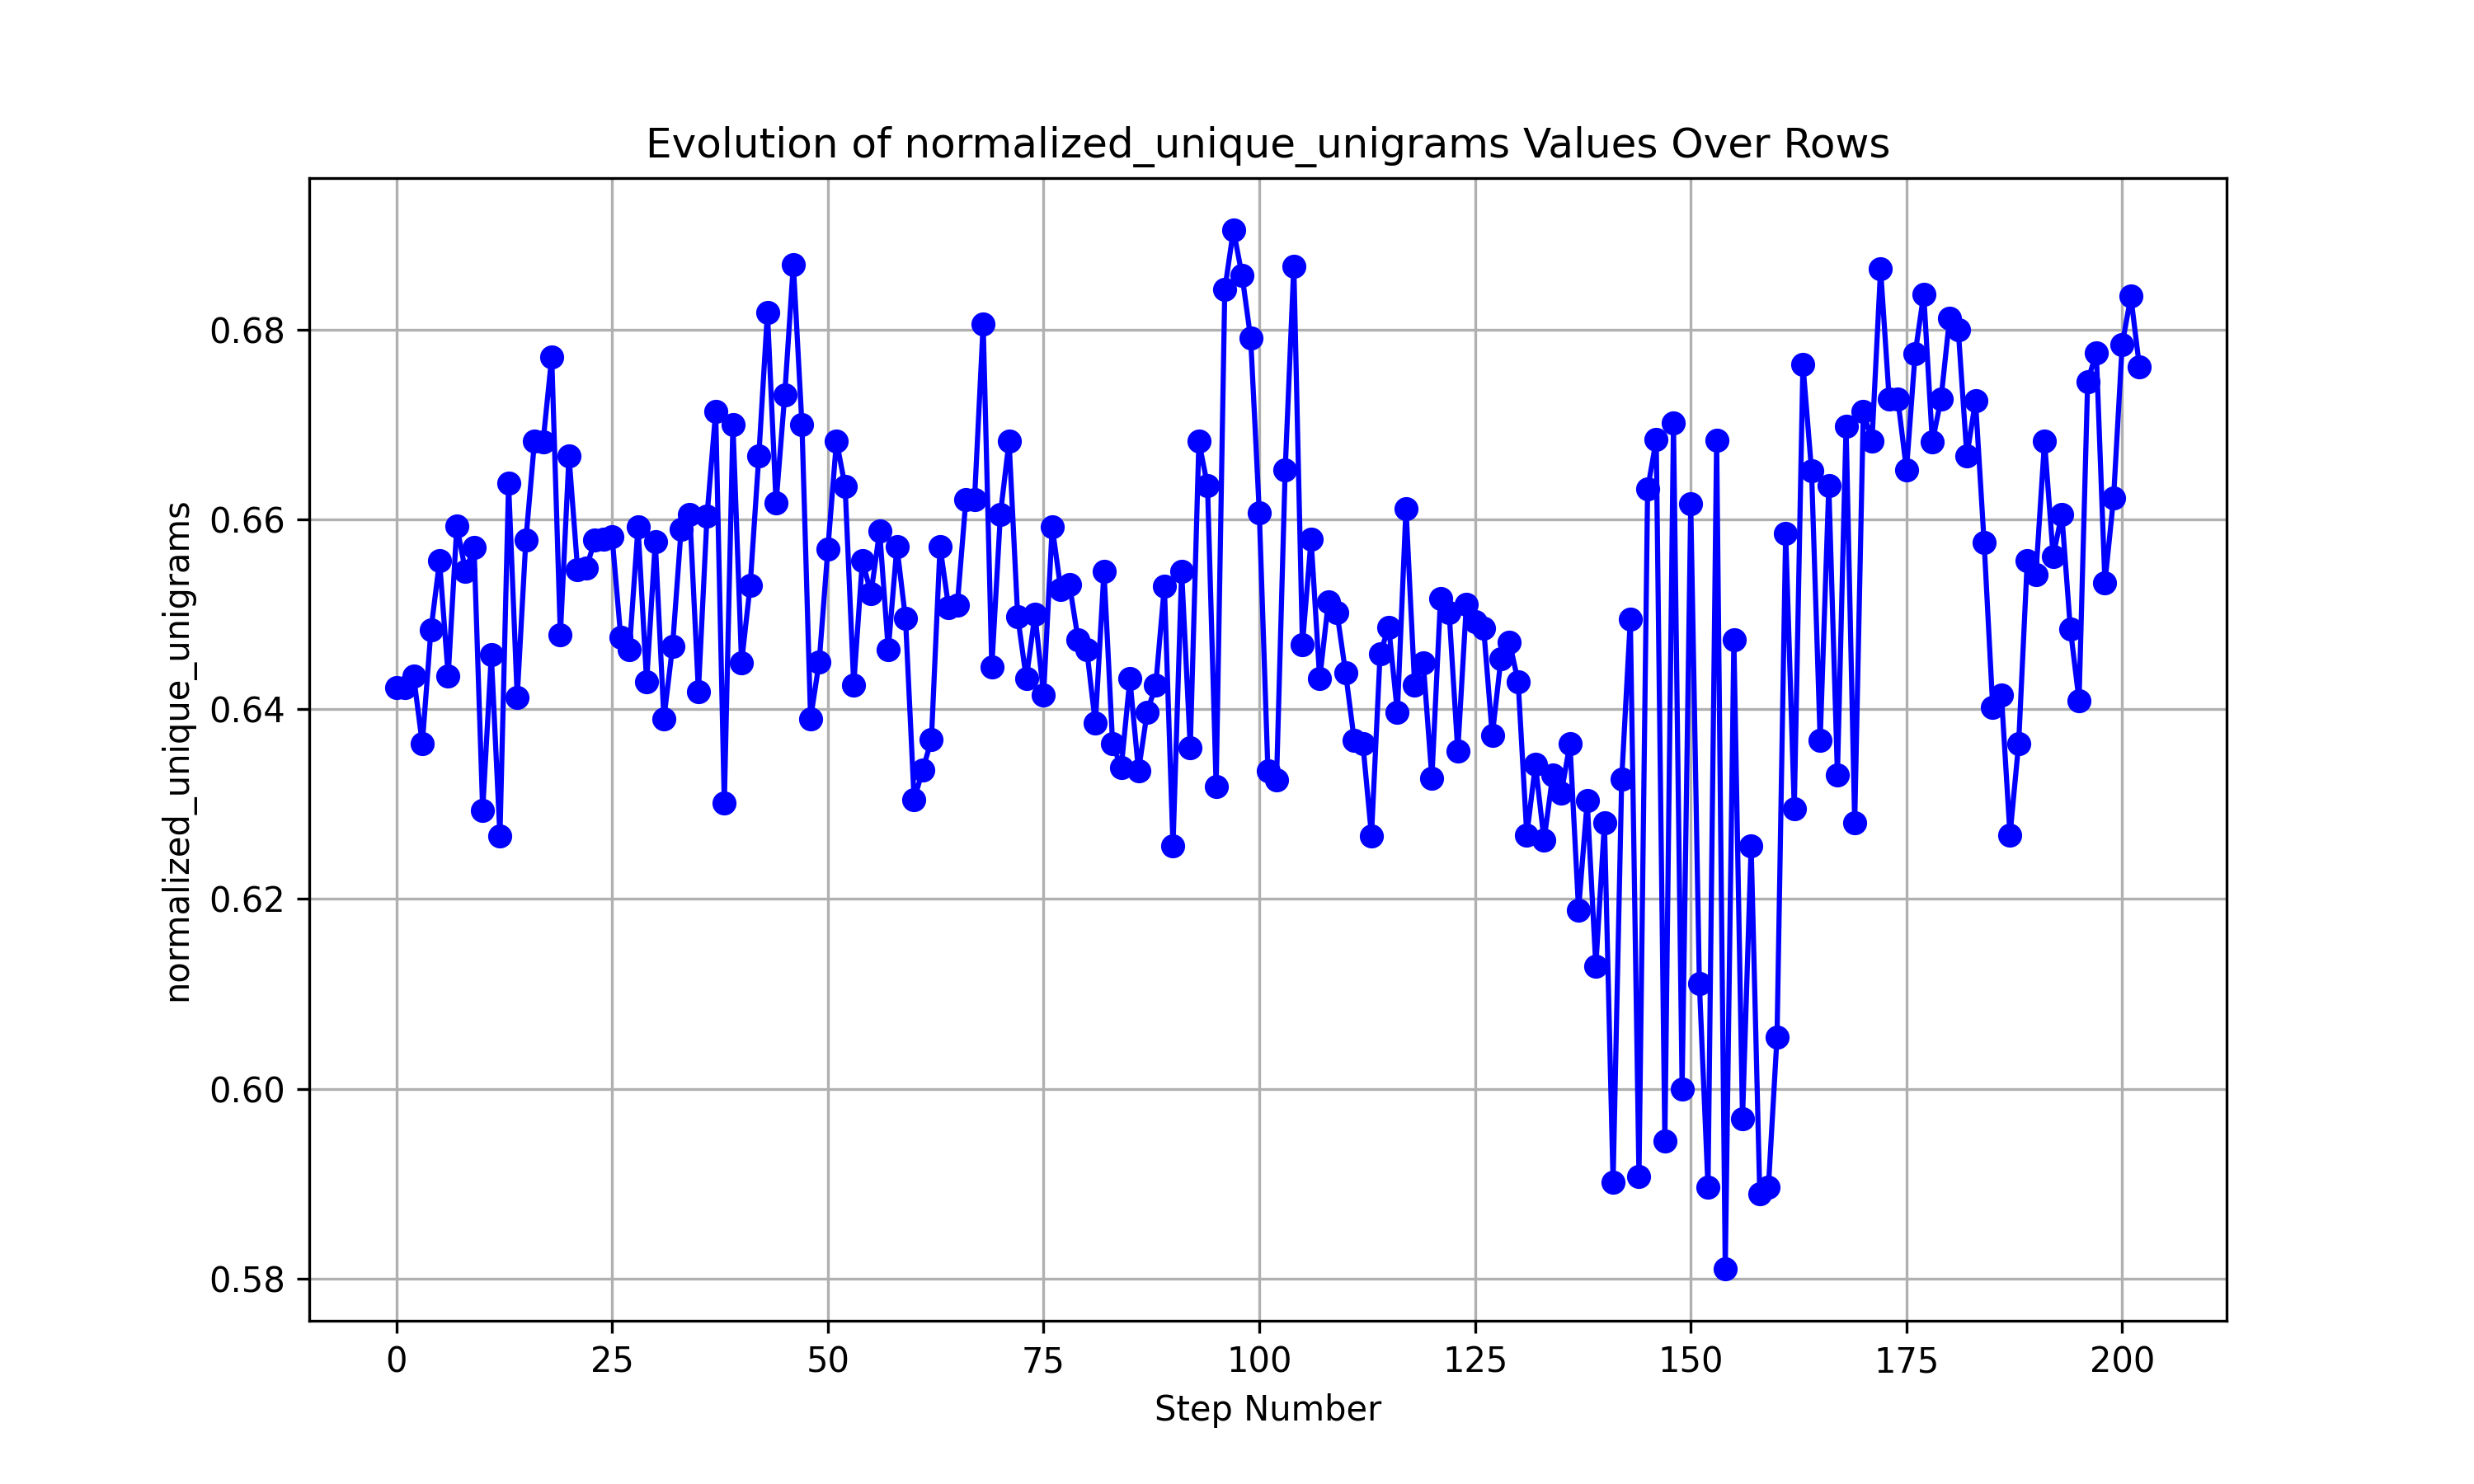 Evolution of normalized_unique_unigrams Values Over Rows
normalized_unique_unigrams
0.68
0.66
0.64
0.62
0.60
0.58
0 25 50 75 100 125 150 175 200
Step Number